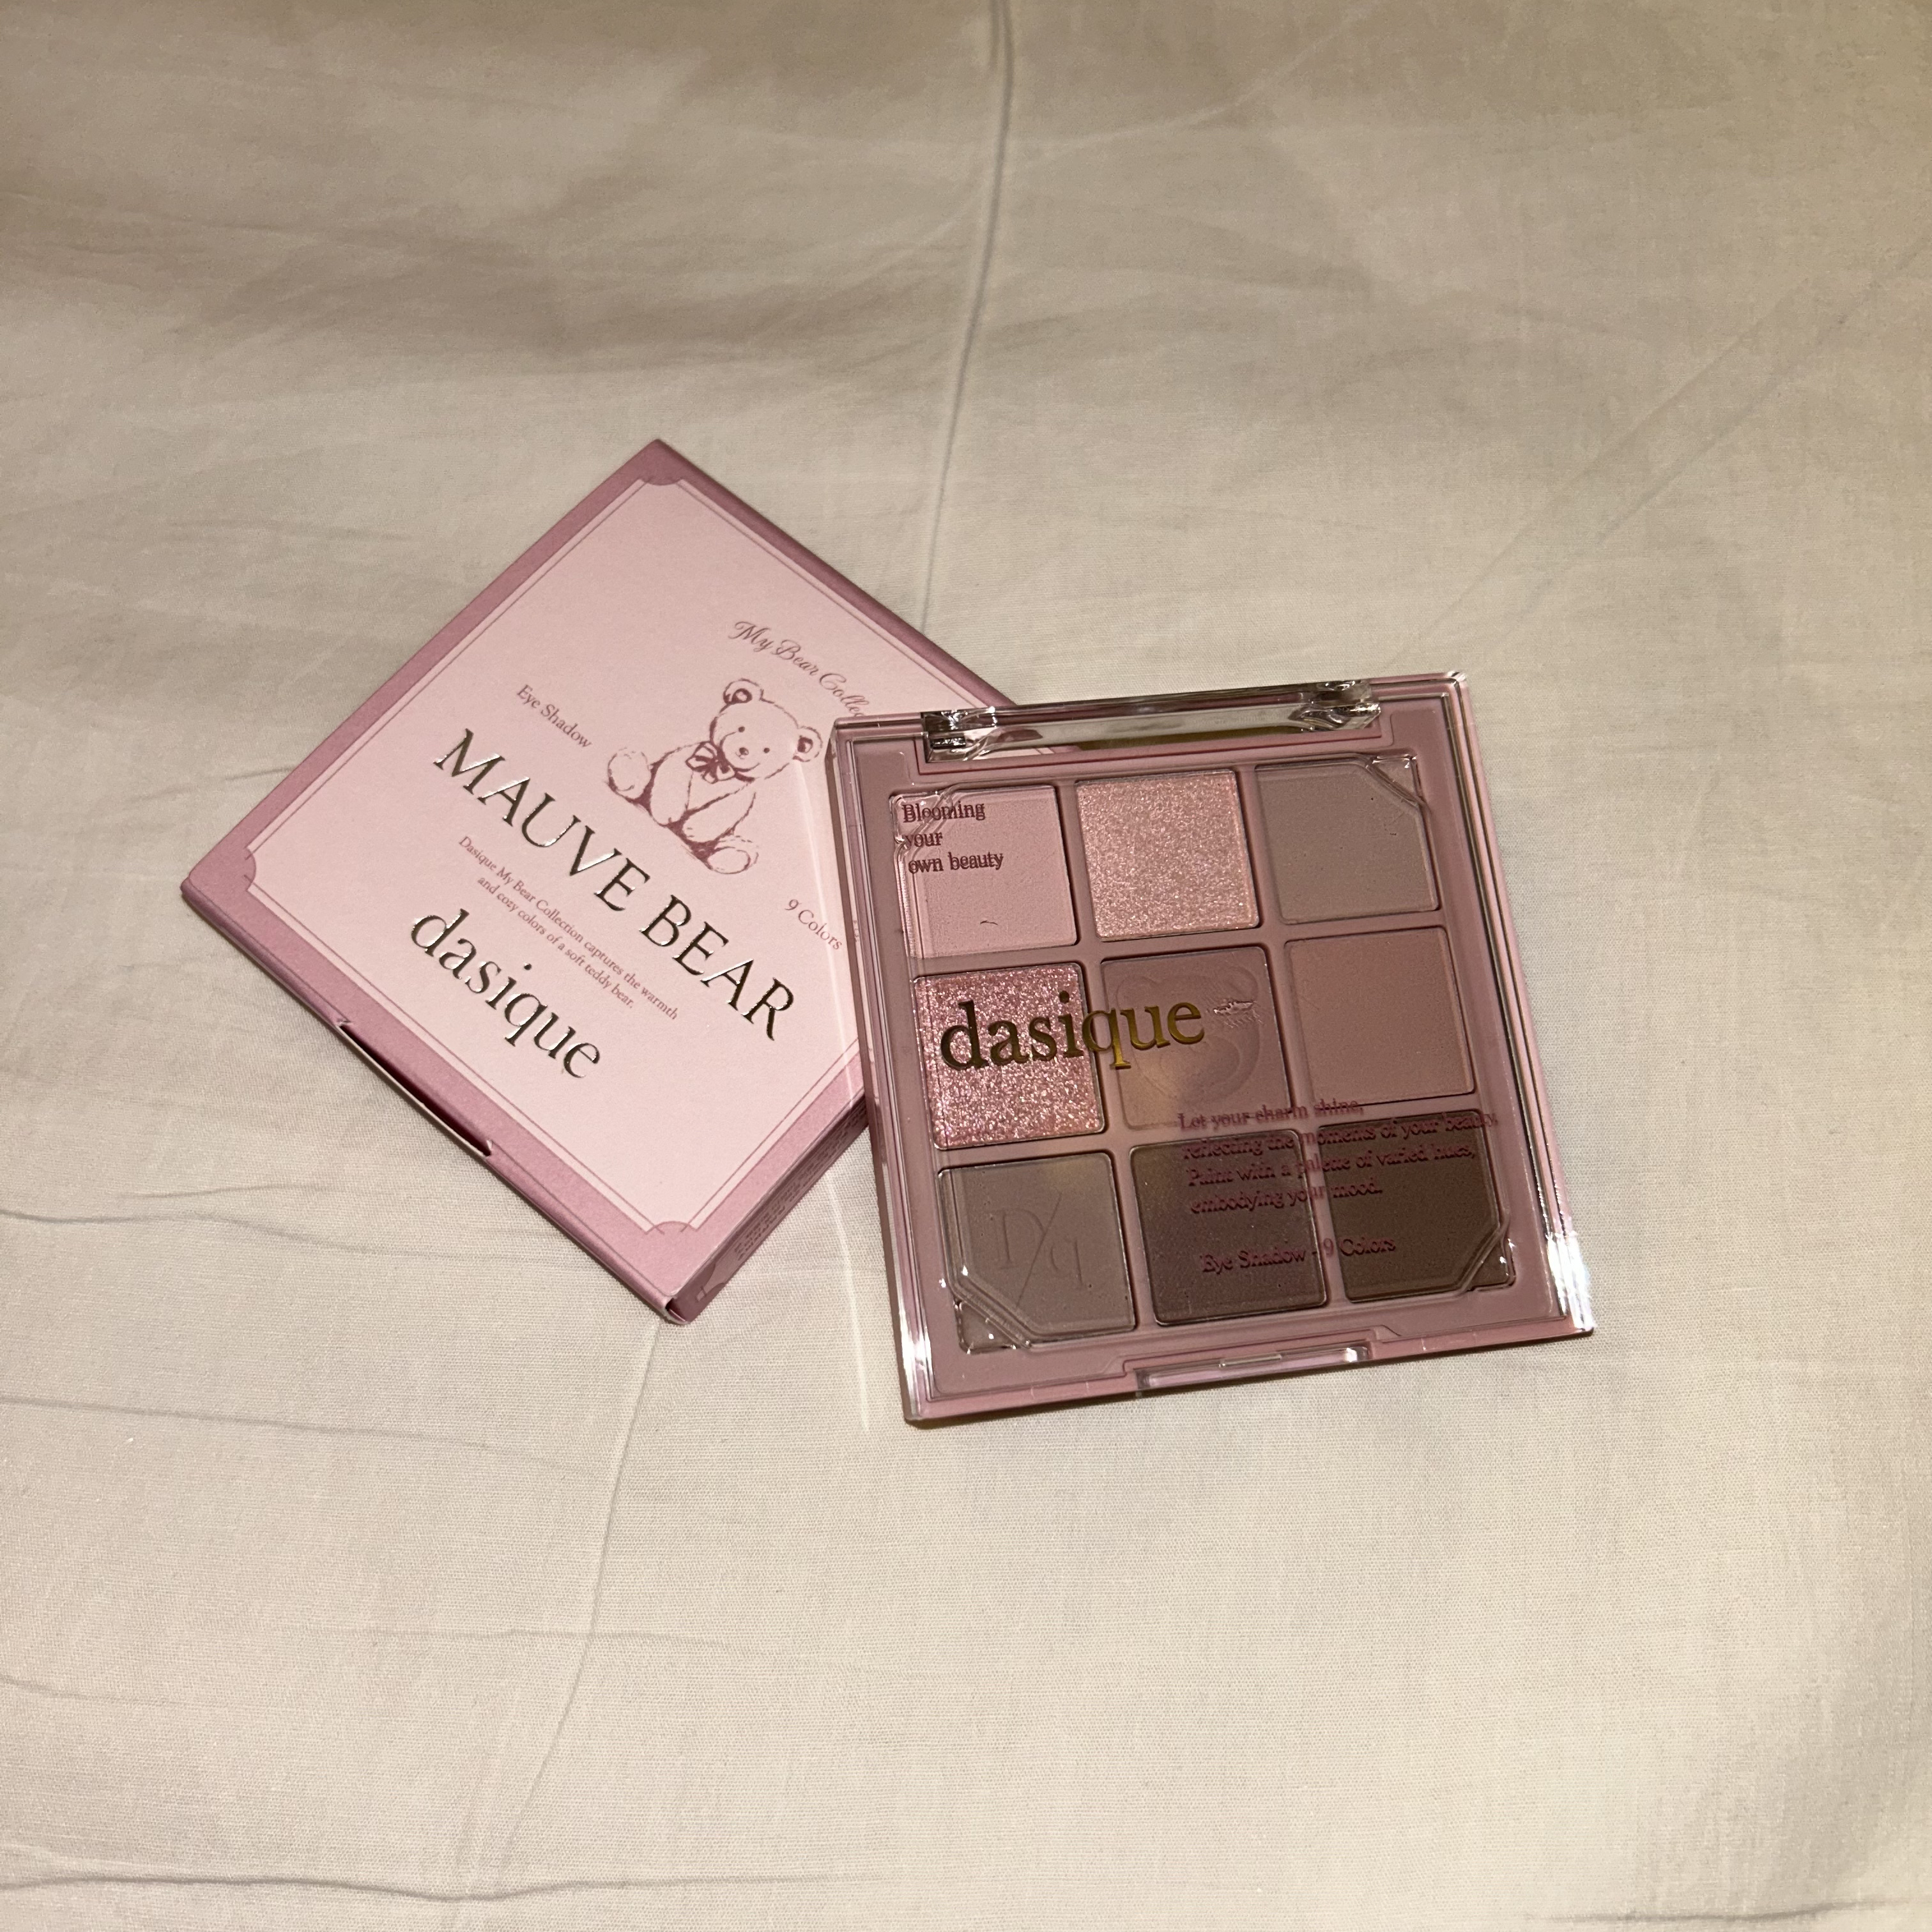 My Bear
Eye Shadow
MAUVE BEAR
9 Colors
Dasique My Bear Collection captures the warmth
and cozy colors of a soft teddy bear.
dasique
Blooming
your
own beauty
dasique
Let your charm shine,
reflecting the moments of your beauty,
Paint with a palette of varied hues,
embodying your mood.
Eye Shadow - 9 Colors
D/q